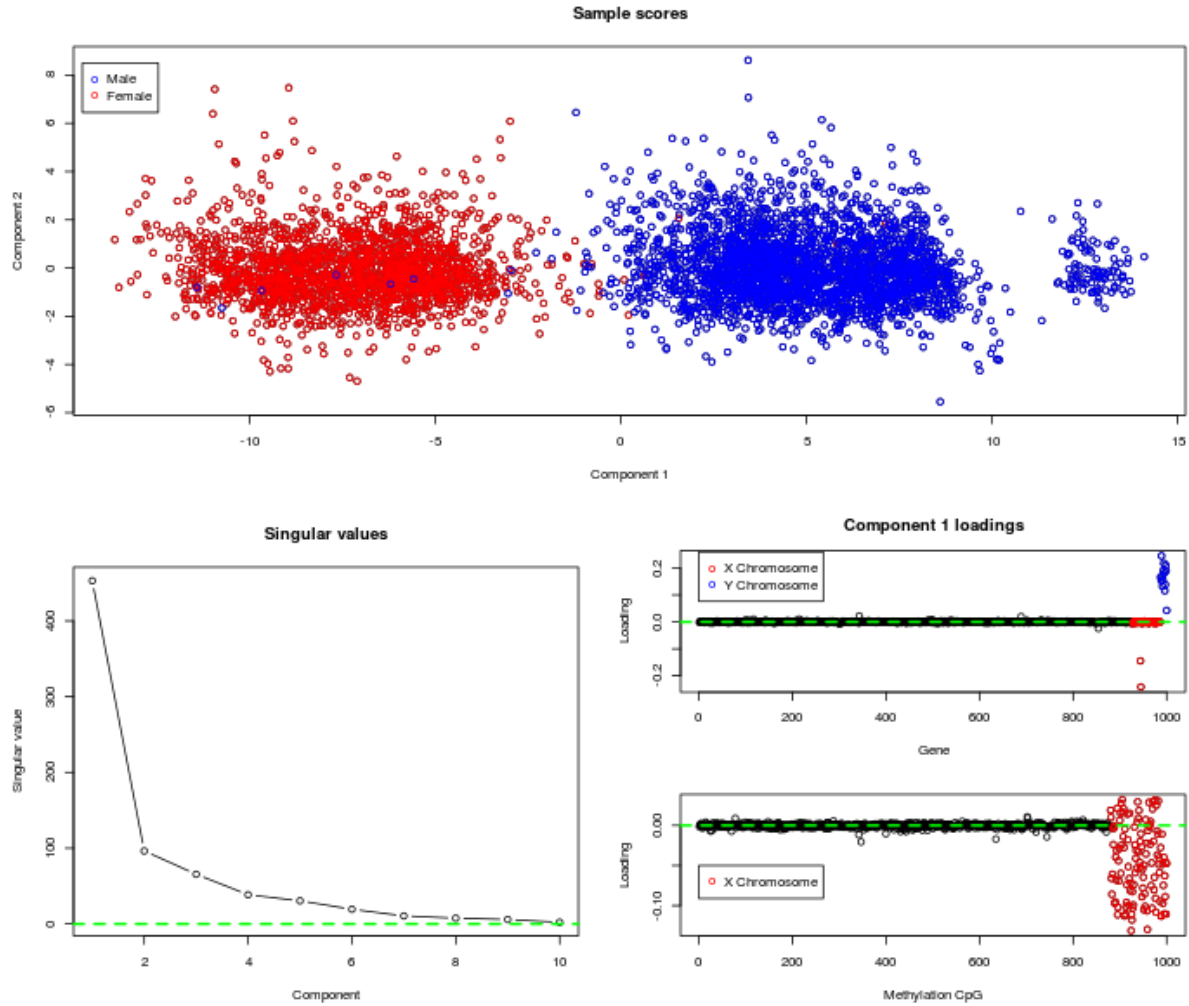 Sample scores
Male
Female
Component 2
8
6
4
2
0
-2
-4
-6
-10
-5
0
5
10
15
Component 1
Singular values
Singular value
400
300
200
100
0
2
4
6
8
10
Component
Component 1 loadings
X Chromosome
Y Chromosome
Loading
0.2
0.0
-0.2
0
200
400
600
800
1000
Gene
Loading
0.00
-0.10
X Chromosome
0
200
400
600
800
1000
Methylation CpG